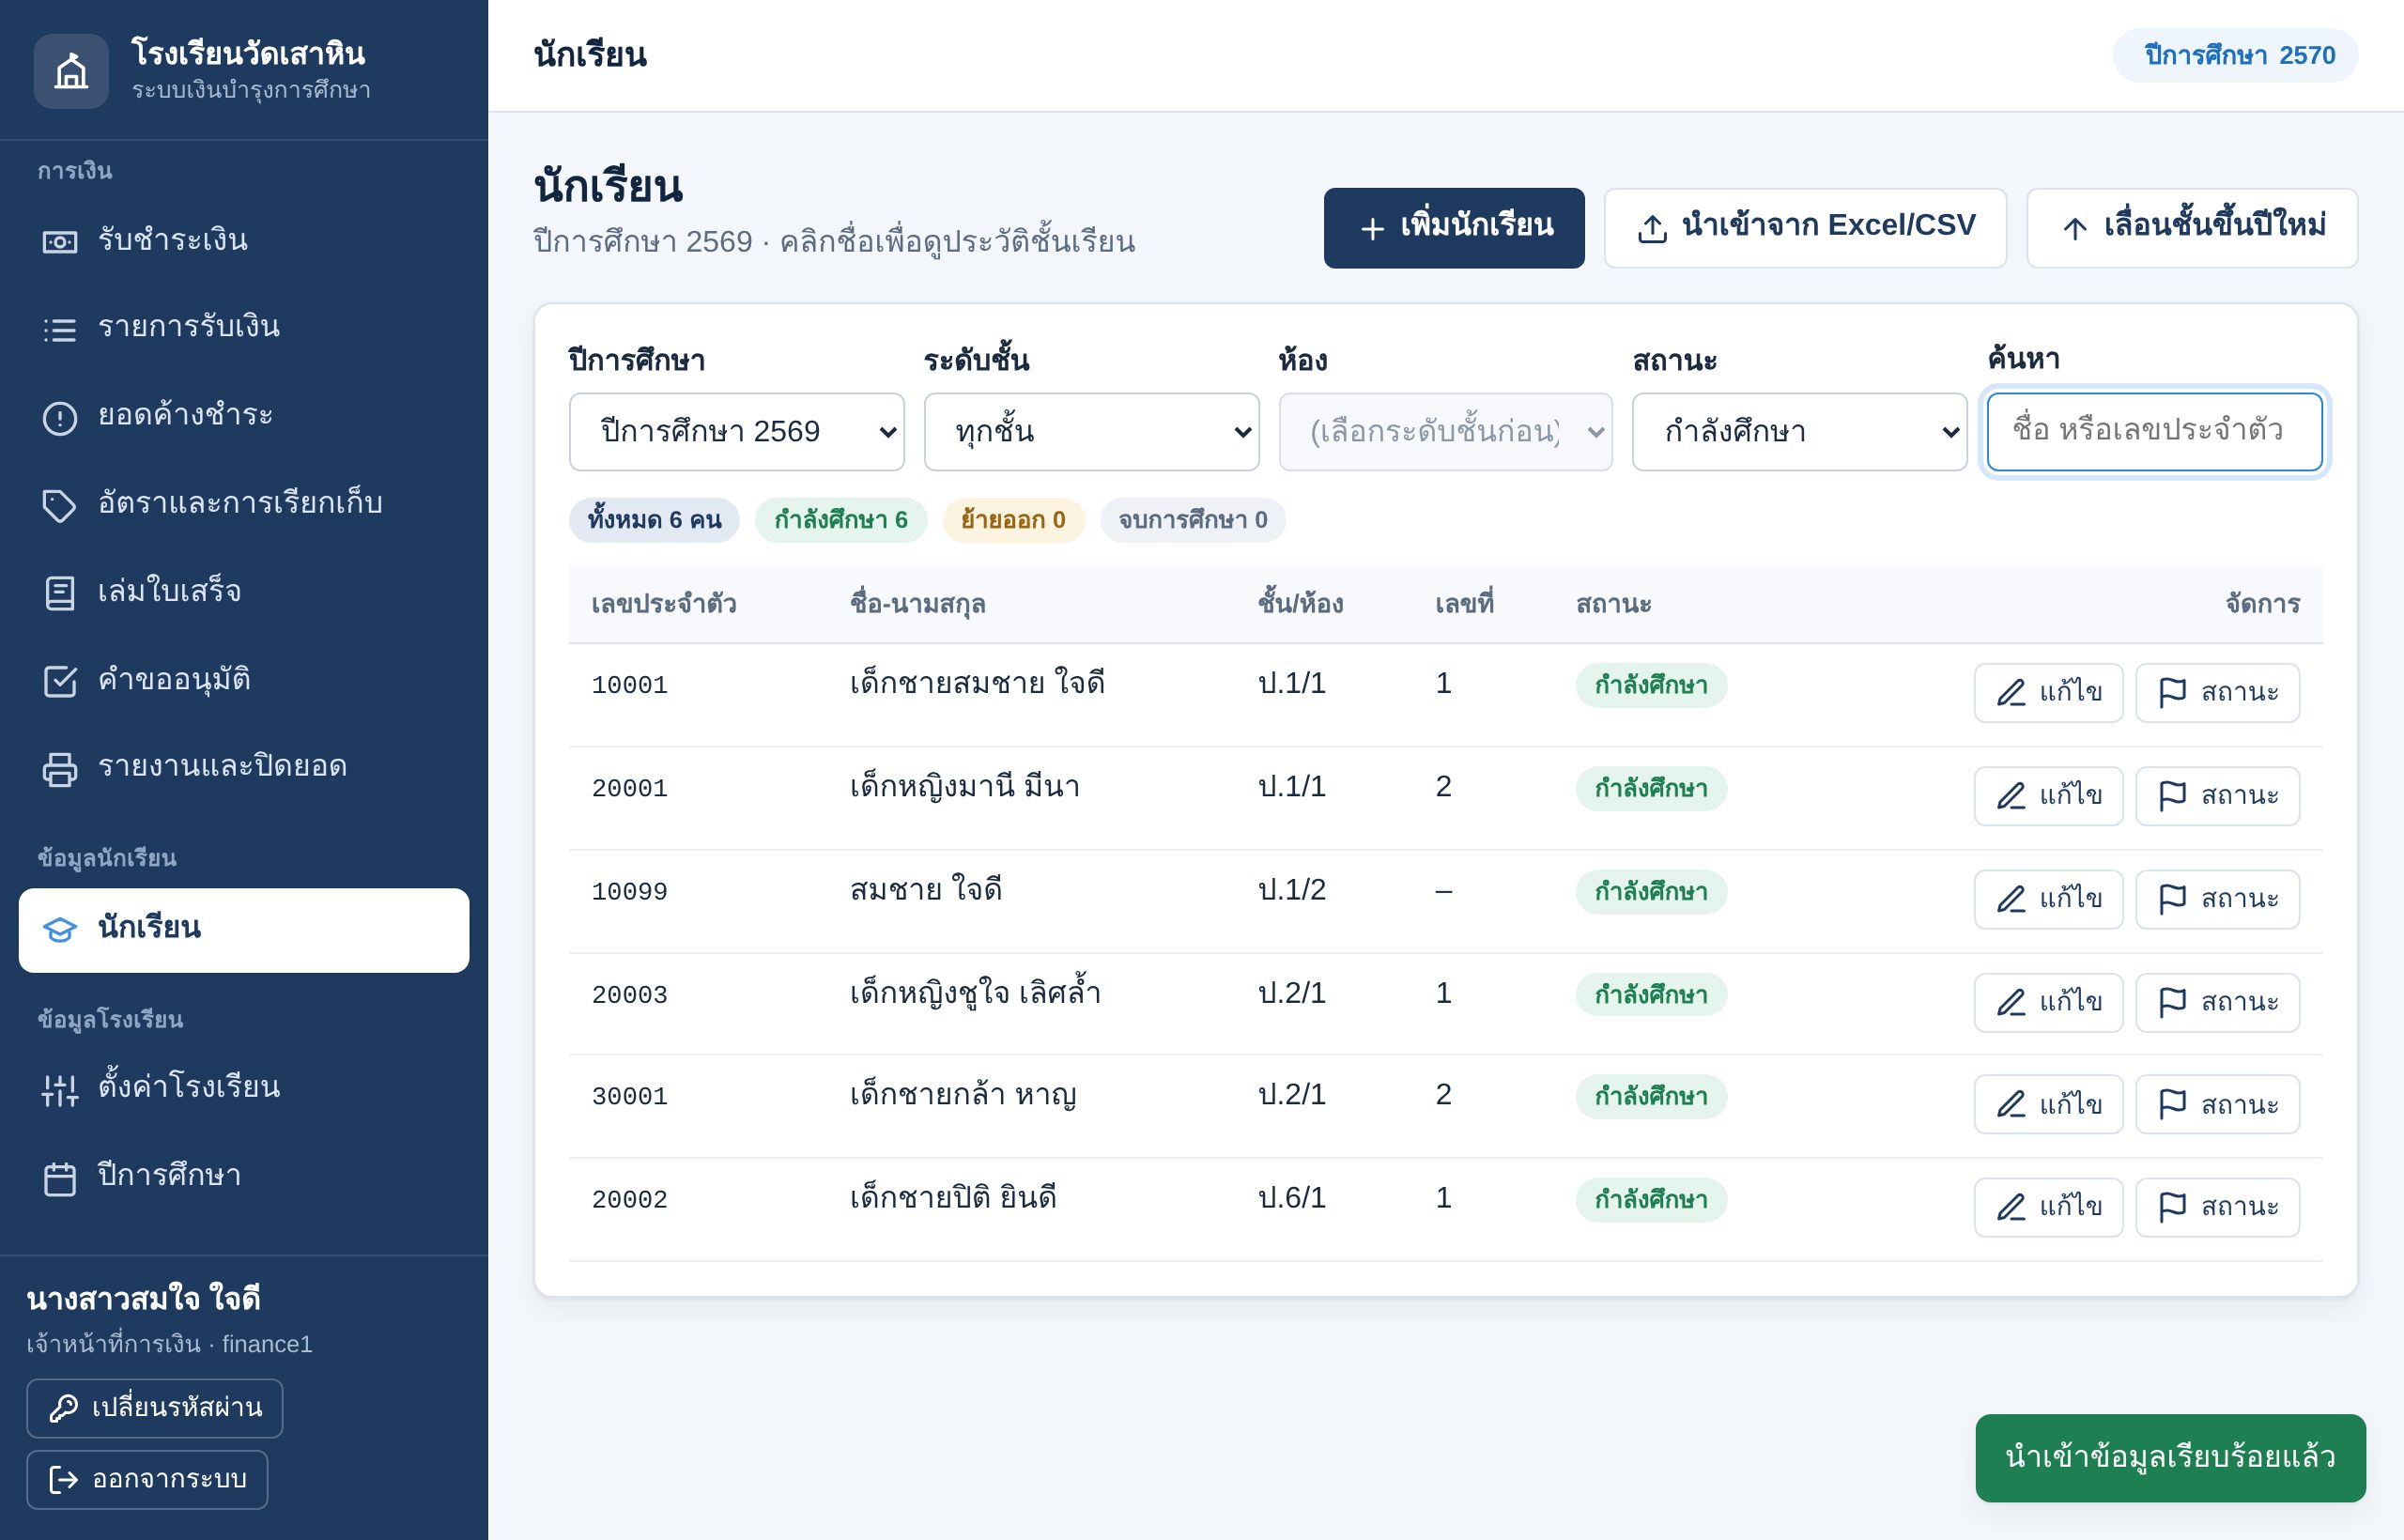 โรงเรียนวัดเสาหิน
ระบบเงินบำรุงการศึกษา
การเงิน
รับชำระเงิน
รายการรับเงิน
ยอดค้างชำระ
อัตราและการเรียกเก็บ
เล่มใบเสร็จ
คำขออนุมัติ
รายงานและปิดยอด
ข้อมูลนักเรียน
นักเรียน
ข้อมูลโรงเรียน
ตั้งค่าโรงเรียน
ปีการศึกษา
นางสาวสมใจ ใจดี
เจ้าหน้าที่การเงิน · finance1
เปลี่ยนรหัสผ่าน
ออกจากระบบ
นักเรียน ปีการศึกษา 2570
นักเรียน
ปีการศึกษา 2569 · คลิกชื่อเพื่อดูประวัติชั้นเรียน
เพิ่มนักเรียน นำเข้าจาก Excel/CSV เลื่อนชั้นขึ้นปีใหม่
ปีการศึกษา ระดับชั้น ห้อง สถานะ ค้นหา
ปีการศึกษา 2569 ทุกชั้น (เลือกระดับชั้นก่อน) กำลังศึกษา ชื่อ หรือเลขประจำตัว
ทั้งหมด 6 คน กำลังศึกษา 6 ย้ายออก 0 จบการศึกษา 0
เลขประจำตัว ชื่อ-นามสกุล ชั้น/ห้อง เลขที่ สถานะ จัดการ
10001 เด็กชายสมชาย ใจดี ป.1/1 1 กำลังศึกษา แก้ไข สถานะ
20001 เด็กหญิงมานี มีนา ป.1/1 2 กำลังศึกษา แก้ไข สถานะ
10099 สมชาย ใจดี ป.1/2 – กำลังศึกษา แก้ไข สถานะ
20003 เด็กหญิงชูใจ เลิศล้ำ ป.2/1 1 กำลังศึกษา แก้ไข สถานะ
30001 เด็กชายกล้า หาญ ป.2/1 2 กำลังศึกษา แก้ไข สถานะ
20002 เด็กชายปิติ ยินดี ป.6/1 1 กำลังศึกษา แก้ไข สถานะ
นำเข้าข้อมูลเรียบร้อยแล้ว